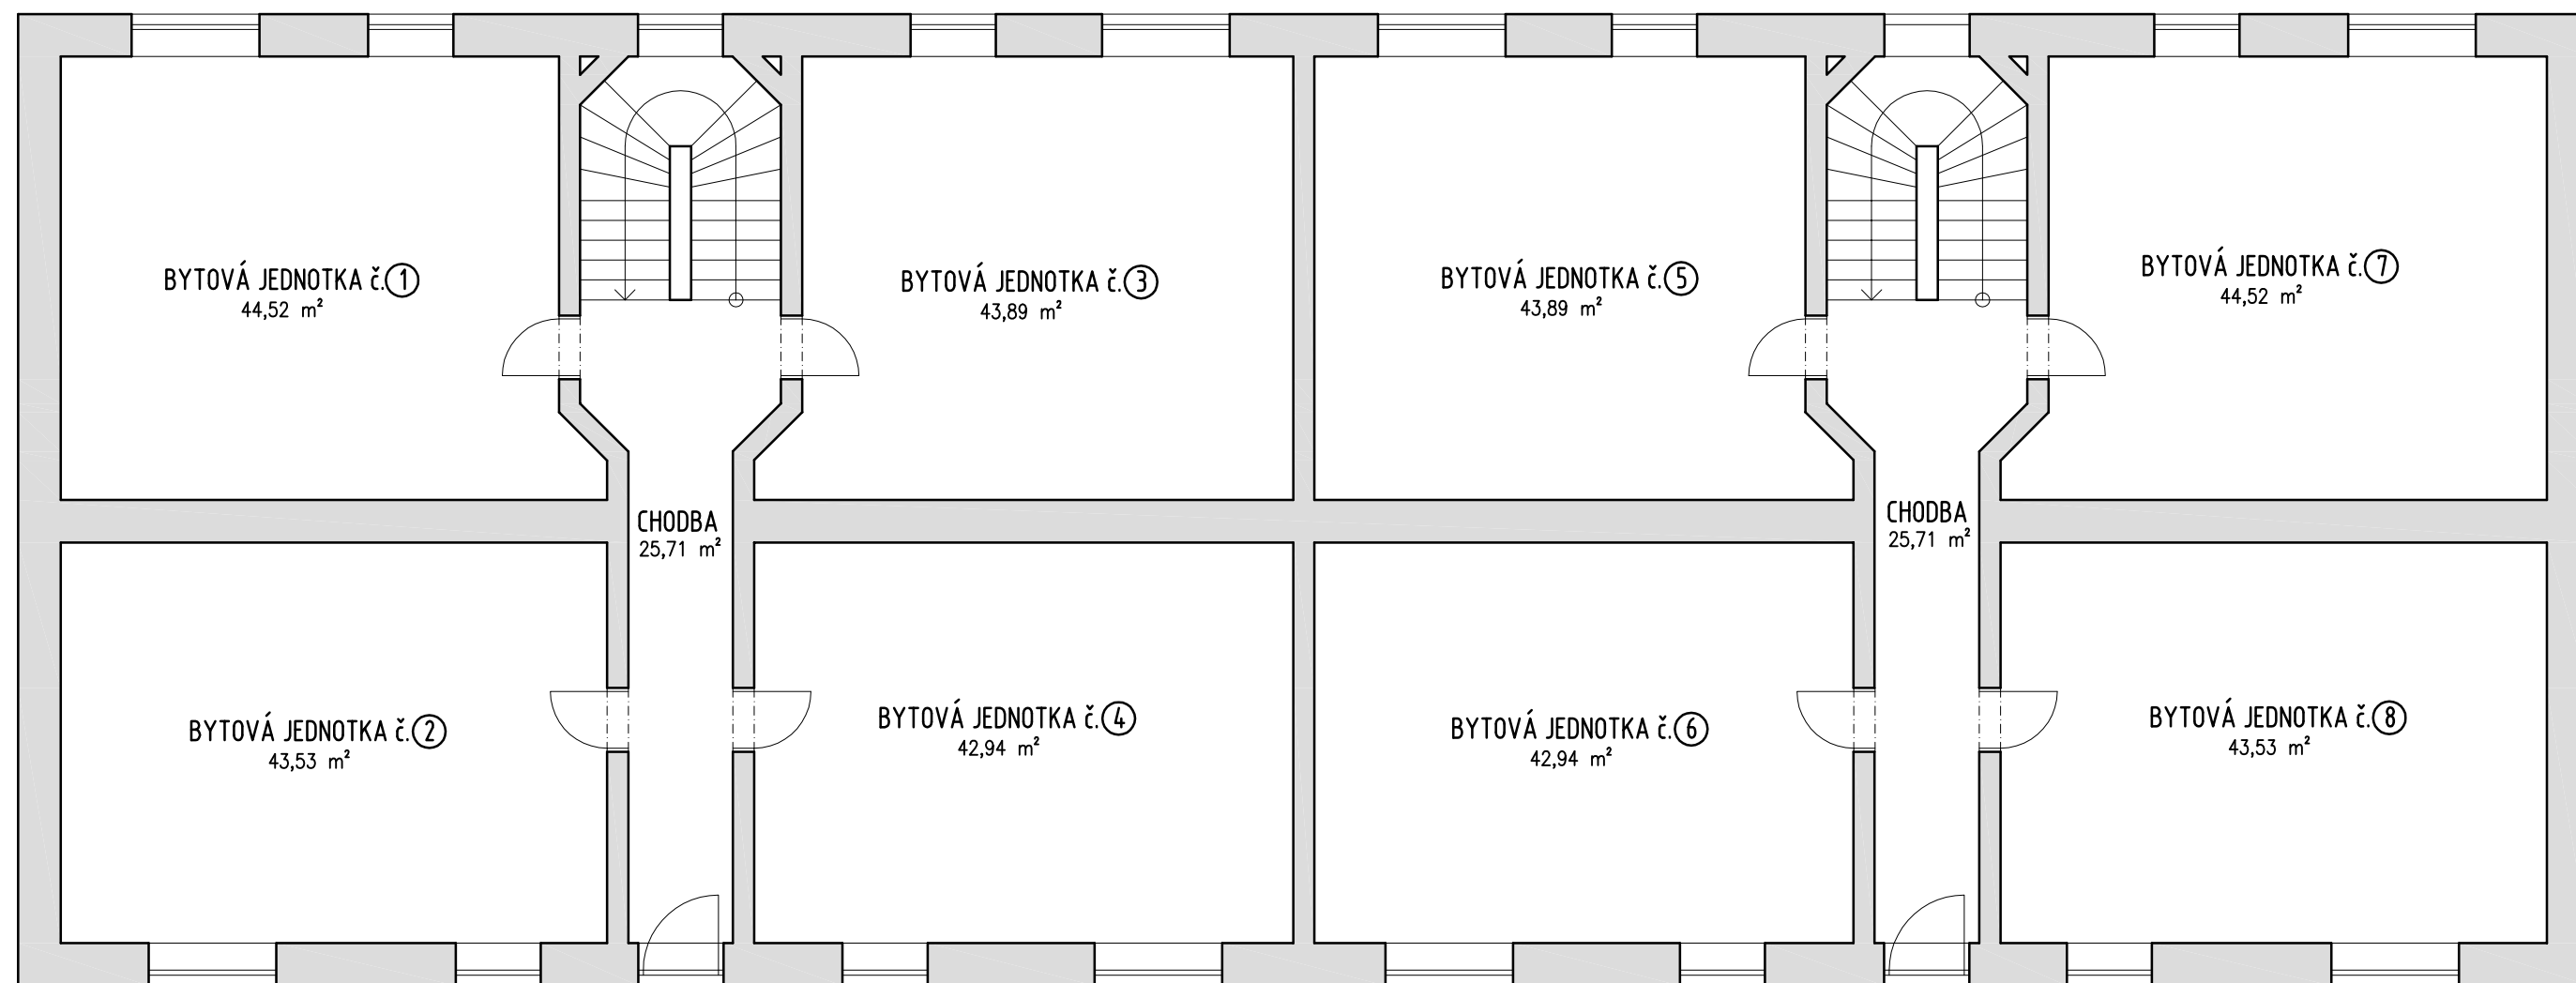 BYTOVÁ JEDNOTKA č. 1
44,52 m²
BYTOVÁ JEDNOTKA č. 3
43,89 m²
BYTOVÁ JEDNOTKA č. 5
43,89 m²
BYTOVÁ JEDNOTKA č. 7
44,52 m²
CHODBA
25,71 m²
CHODBA
25,71 m²
BYTOVÁ JEDNOTKA č. 2
43,53 m²
BYTOVÁ JEDNOTKA č. 4
42,94 m²
BYTOVÁ JEDNOTKA č. 6
42,94 m²
BYTOVÁ JEDNOTKA č. 8
43,53 m²